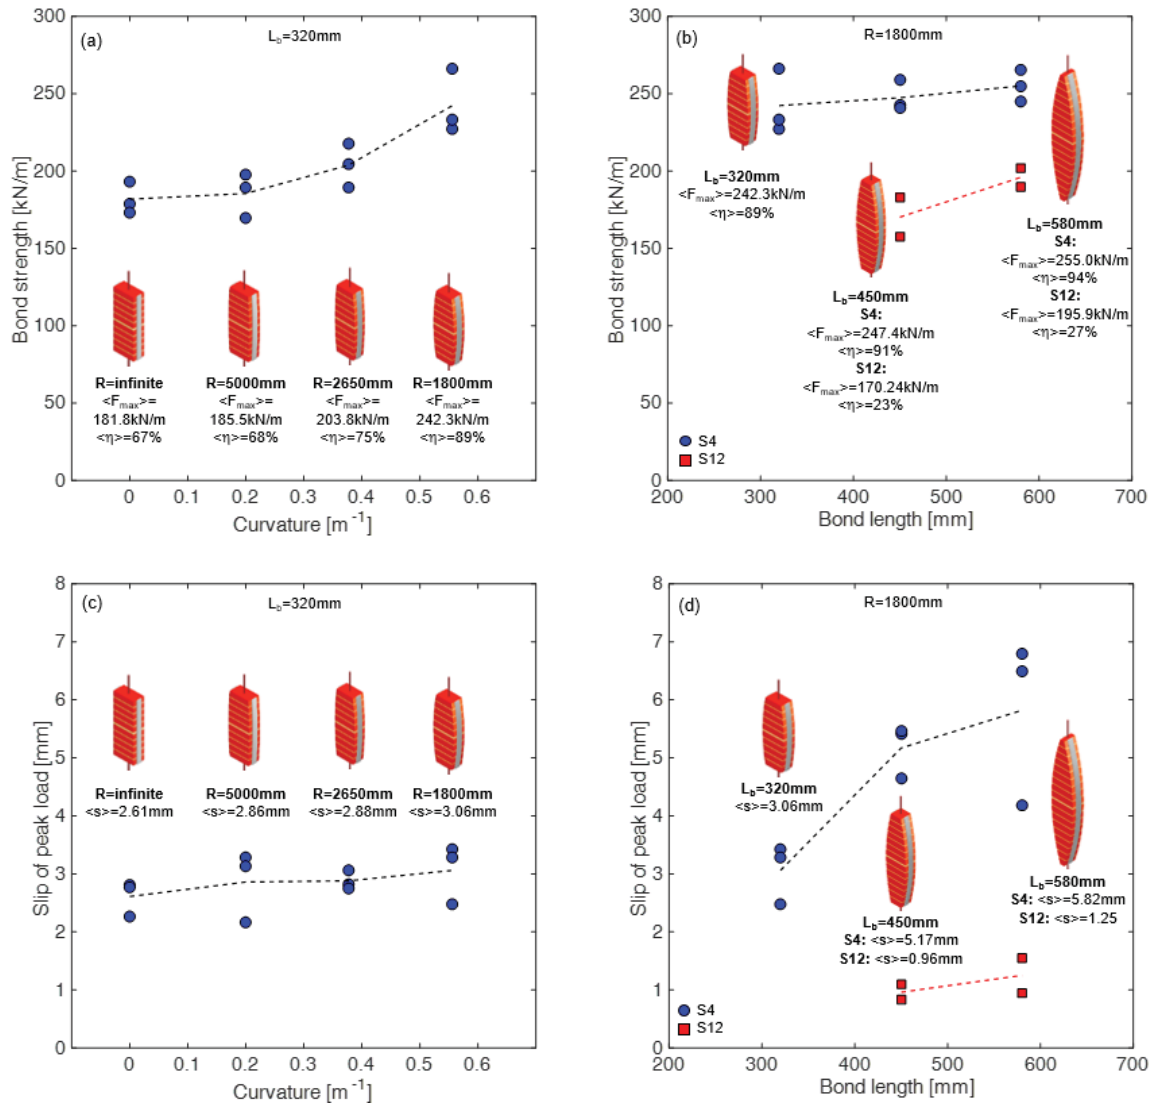 (a)
L_b=320mm
300
250
200
150
100
50
0
Bond strength [kN/m]
R=infinite
<F_max>=
181.8kN/m
<η>=67%
R=5000mm
<F_max>=
185.5kN/m
<η>=68%
R=2650mm
<F_max>=
203.8kN/m
<η>=75%
R=1800mm
<F_max>=
242.3kN/m
<η>=89%
0 0.1 0.2 0.3 0.4 0.5 0.6
Curvature [m^-1]
(b)
R=1800mm
300
250
200
150
100
50
0
Bond strength [kN/m]
L_b=320mm
<F_max>=242.3kN/m
<η>=89%
L_b=450mm
S4:
<F_max>=247.4kN/m
<η>=91%
S12:
<F_max>=170.24kN/m
<η>=23%
L_b=580mm
S4:
<F_max>=255.0kN/m
<η>=94%
S12:
<F_max>=195.9kN/m
<η>=27%
S4
S12
200 300 400 500 600 700
Bond length [mm]
(c)
L_b=320mm
8
7
6
5
4
3
2
1
0
Slip of peak load [mm]
R=infinite
<s>=2.61mm
R=5000mm
<s>=2.86mm
R=2650mm
<s>=2.88mm
R=1800mm
<s>=3.06mm
0 0.1 0.2 0.3 0.4 0.5 0.6
Curvature [m^-1]
(d)
R=1800mm
8
7
6
5
4
3
2
1
0
Slip of peak load [mm]
L_b=320mm
<s>=3.06mm
L_b=450mm
S4: <s>=5.17mm
S12: <s>=0.96mm
L_b=580mm
S4: <s>=5.82mm
S12: <s>=1.25
S4
S12
200 300 400 500 600 700
Bond length [mm]